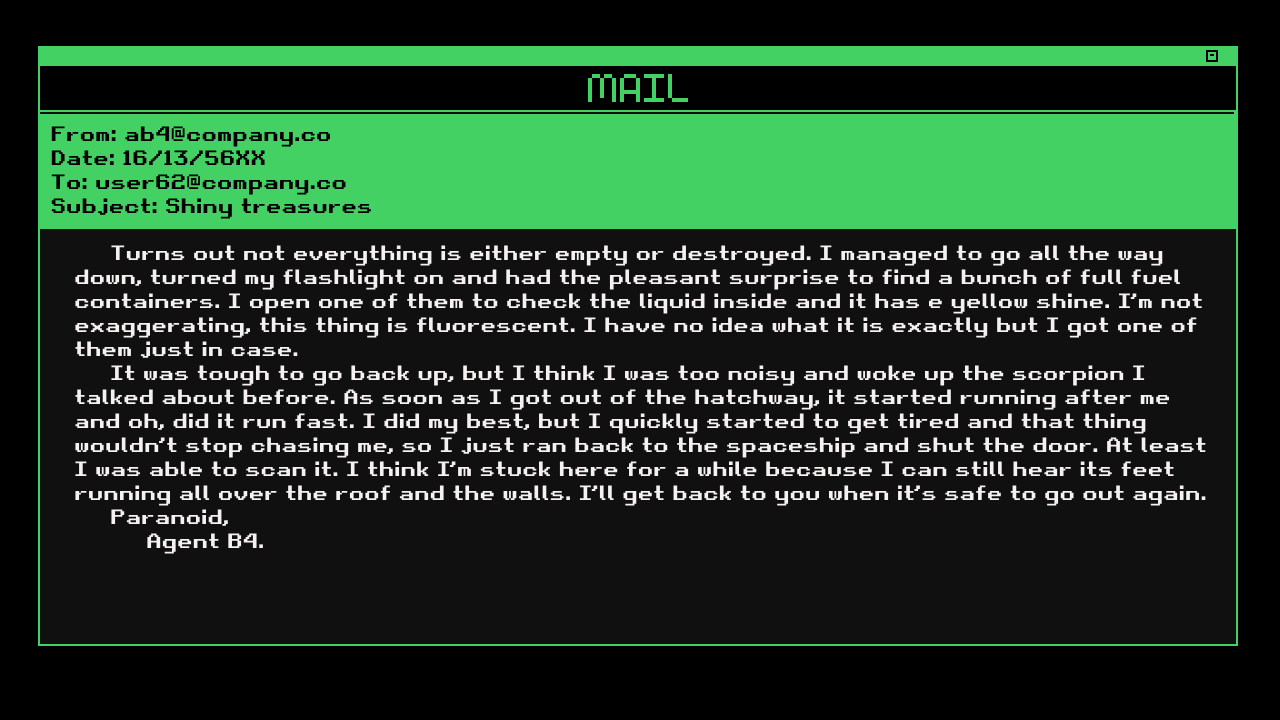 MAIL
From: ab4@company.co
Date: 16/13/56XX
To: user62@company.co
Subject: Shiny treasures
Turns out not everything is either empty or destroyed. I managed to go all the way
down, turned my flashlight on and had the pleasant surprise to find a bunch of full fuel
containers. I open one of them to check the liquid inside and it has e yellow shine. I'm not
exaggerating, this thing is fluorescent. I have no idea what it is exactly but I got one of
them just in case.
It was tough to go back up, but I think I was too noisy and woke up the scorpion I
talked about before. As soon as I got out of the hatchway, it started running after me
and oh, did it run fast. I did my best, but I quickly started to get tired and that thing
wouldn't stop chasing me, so I just ran back to the spaceship and shut the door. At least
I was able to scan it. I think I'm stuck here for a while because I can still hear its feet
running all over the roof and the walls. I'll get back to you when it's safe to go out again.
Paranoid,
Agent B4.